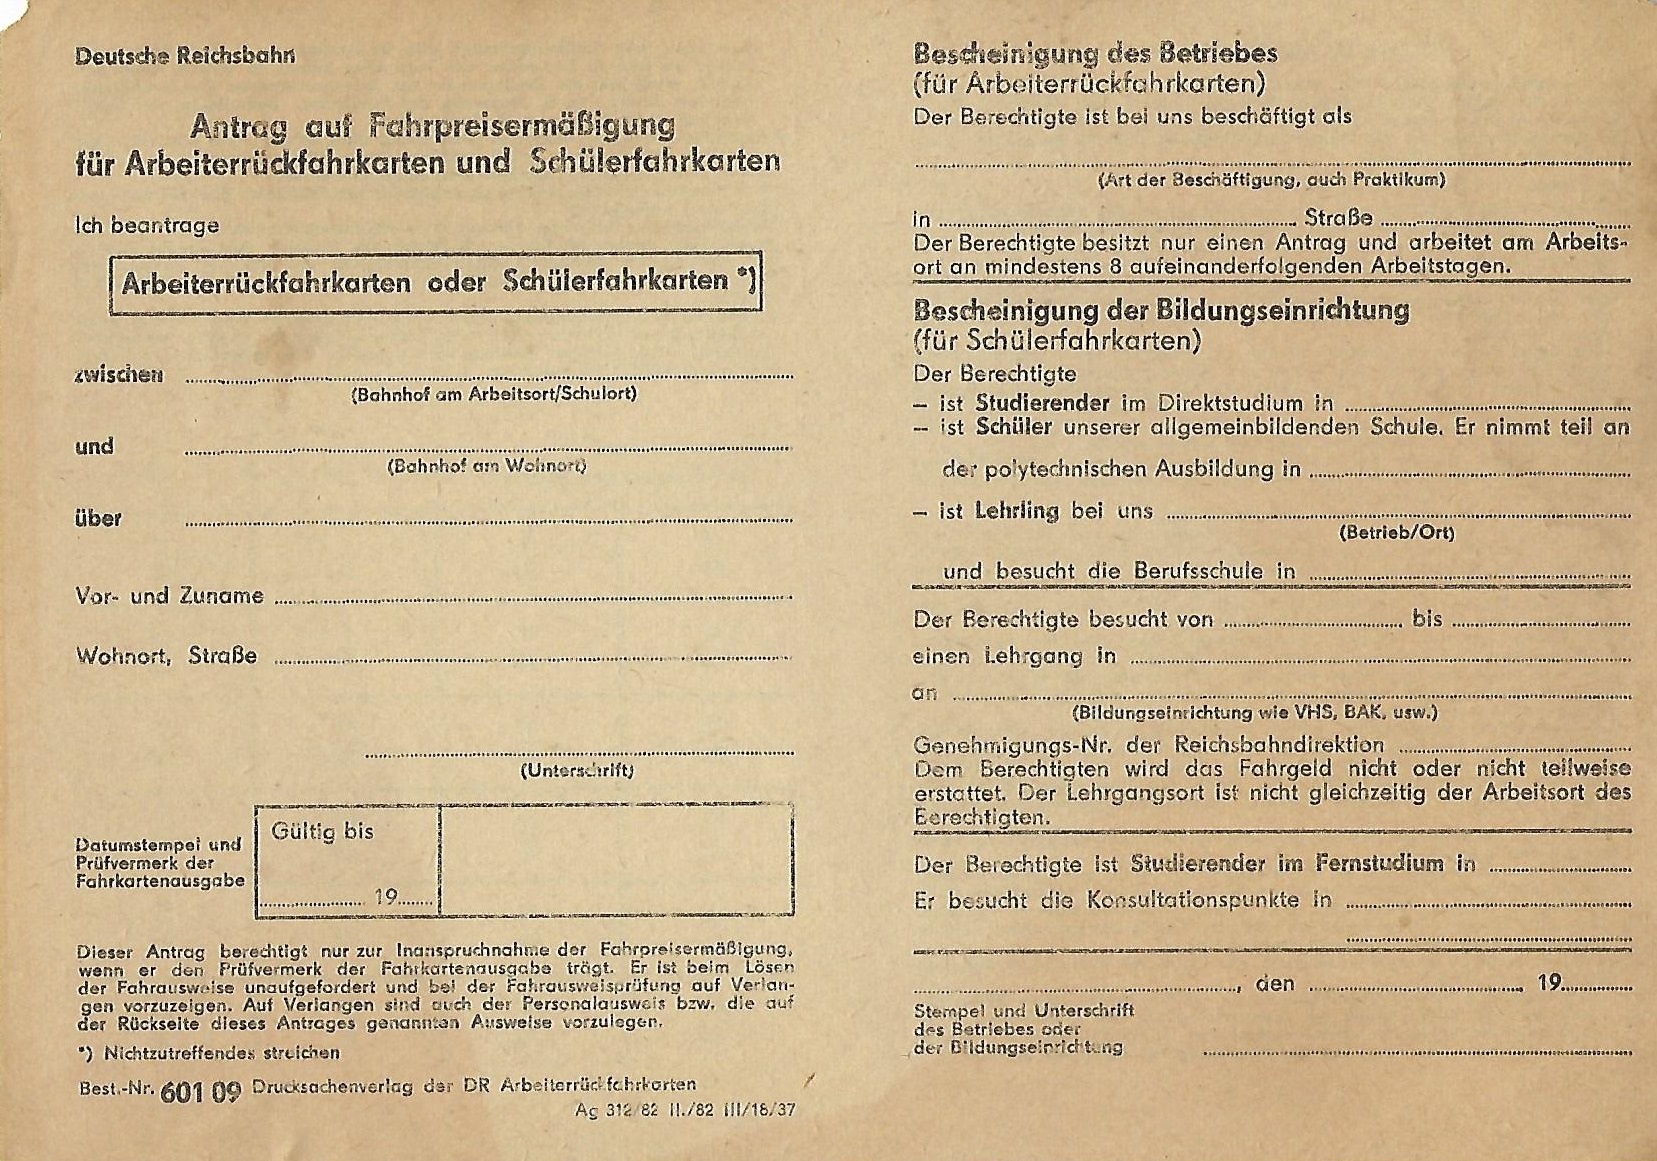 Deutsche Reichsbahn
Antrag auf Fahrpreisermäßigung
für Arbeiterrückfahrkarten und Schülerfahrkarten
Ich beantrage
Arbeiterrückfahrkarten oder Schülerfahrkarten *)
zwischen
(Bahnhof am Arbeitsort/Schulort)
und
(Bahnhof am Wohnort)
über
Vor- und Zuname
Wohnort, Straße
(Unterschrift)
Datumstempel und
Prüfvermerk der
Fahrkartenausgabe
Gültig bis
19
Dieser Antrag berechtigt nur zur Inanspruchnahme der Fahrpreisermäßigung,
wenn er den Prüfvermerk der Fahrkartenausgabe trägt. Er ist beim Lösen
der Fahrausweise unaufgefordert und bei der Fahrausweisprüfung auf Verlan-
gen vorzuzeigen. Auf Verlangen sind auch der Personalausweis bzw. die auf
der Rückseite dieses Antrages genannten Ausweise vorzulegen.
*) Nichtzutreffendes streichen
Best.-Nr. 601 09 Drucksachenverlag der DR Arbeiterrückfahrkarten
Ag 312/82 II./82 III/18/37
Bescheinigung des Betriebes
(für Arbeiterrückfahrkarten)
Der Berechtigte ist bei uns beschäftigt als
(Art der Beschäftigung, auch Praktikum)
in Straße
Der Berechtigte besitzt nur einen Antrag und arbeitet am Arbeits-
ort an mindestens 8 aufeinanderfolgenden Arbeitstagen.
Bescheinigung der Bildungseinrichtung
(für Schülerfahrkarten)
Der Berechtigte
– ist Studierender im Direktstudium in
– ist Schüler unserer allgemeinbildenden Schule. Er nimmt teil an
der polytechnischen Ausbildung in
– ist Lehrling bei uns
(Betrieb/Ort)
und besucht die Berufsschule in
Der Berechtigte besucht von bis
einen Lehrgang in
an
(Bildungseinrichtung wie VHS, BAK, usw.)
Genehmigungs-Nr. der Reichsbahndirektion
Dem Berechtigten wird das Fahrgeld nicht oder nicht teilweise
erstattet. Der Lehrgangsort ist nicht gleichzeitig der Arbeitsort des
Berechtigten.
Der Berechtigte ist Studierender im Fernstudium in
Er besucht die Konsultationspunkte in
, den 19
Stempel und Unterschrift
des Betriebes oder
der Bildungseinrichtung